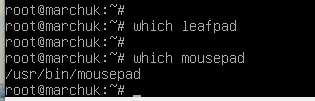 root@marchuk:~#
root@marchuk:~# which leafpad
root@marchuk:~#
root@marchuk:~# which mousepad
/usr/bin/mousepad
root@marchuk:~# _